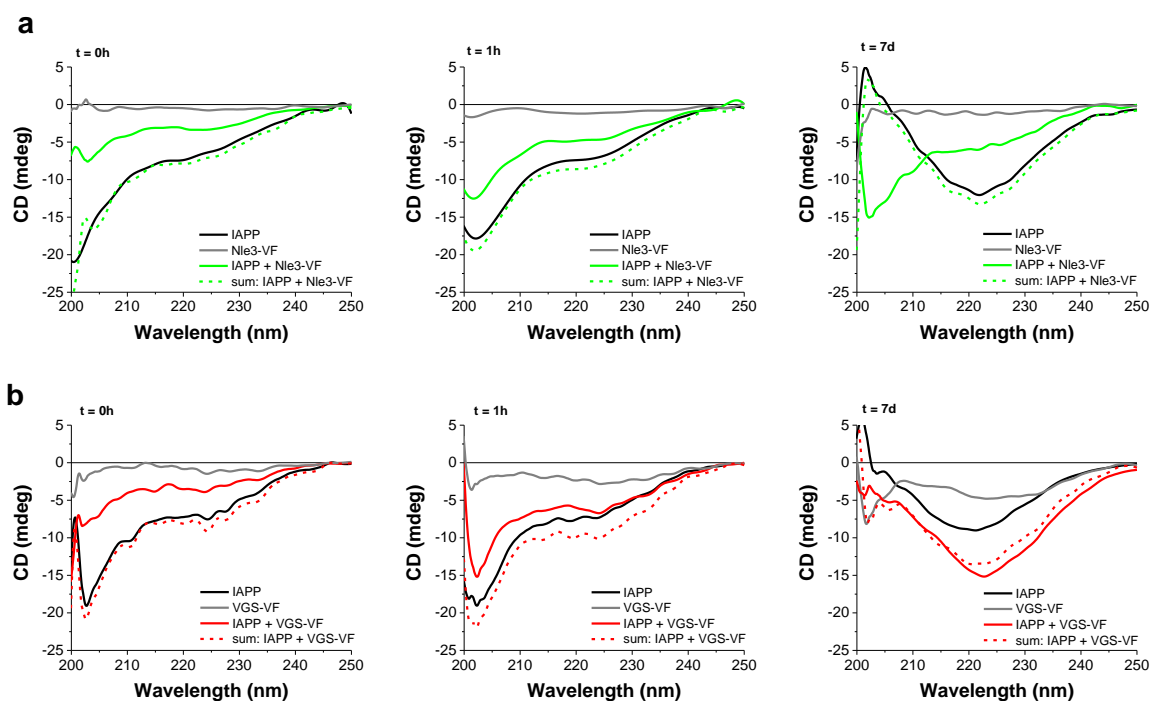 a
t = 0h
5
0
-5
-10
-15
-20
-25
CD (mdeg)
IAPP
Nle3-VF
IAPP + Nle3-VF
sum: IAPP + Nle3-VF
200 210 220 230 240 250
Wavelength (nm)
t = 1h
5
0
-5
-10
-15
-20
-25
CD (mdeg)
IAPP
Nle3-VF
IAPP + Nle3-VF
sum: IAPP + Nle3-VF
200 210 220 230 240 250
Wavelength (nm)
t = 7d
5
0
-5
-10
-15
-20
-25
CD (mdeg)
IAPP
Nle3-VF
IAPP + Nle3-VF
sum: IAPP + Nle3-VF
200 210 220 230 240 250
Wavelength (nm)
b
t = 0h
5
0
-5
-10
-15
-20
-25
CD (mdeg)
IAPP
VGS-VF
IAPP + VGS-VF
sum: IAPP + VGS-VF
200 210 220 230 240 250
Wavelength (nm)
t = 1h
5
0
-5
-10
-15
-20
-25
CD (mdeg)
IAPP
VGS-VF
IAPP + VGS-VF
sum: IAPP + VGS-VF
200 210 220 230 240 250
Wavelength (nm)
t = 7d
5
0
-5
-10
-15
-20
-25
CD (mdeg)
IAPP
VGS-VF
IAPP + VGS-VF
sum: IAPP + VGS-VF
200 210 220 230 240 250
Wavelength (nm)